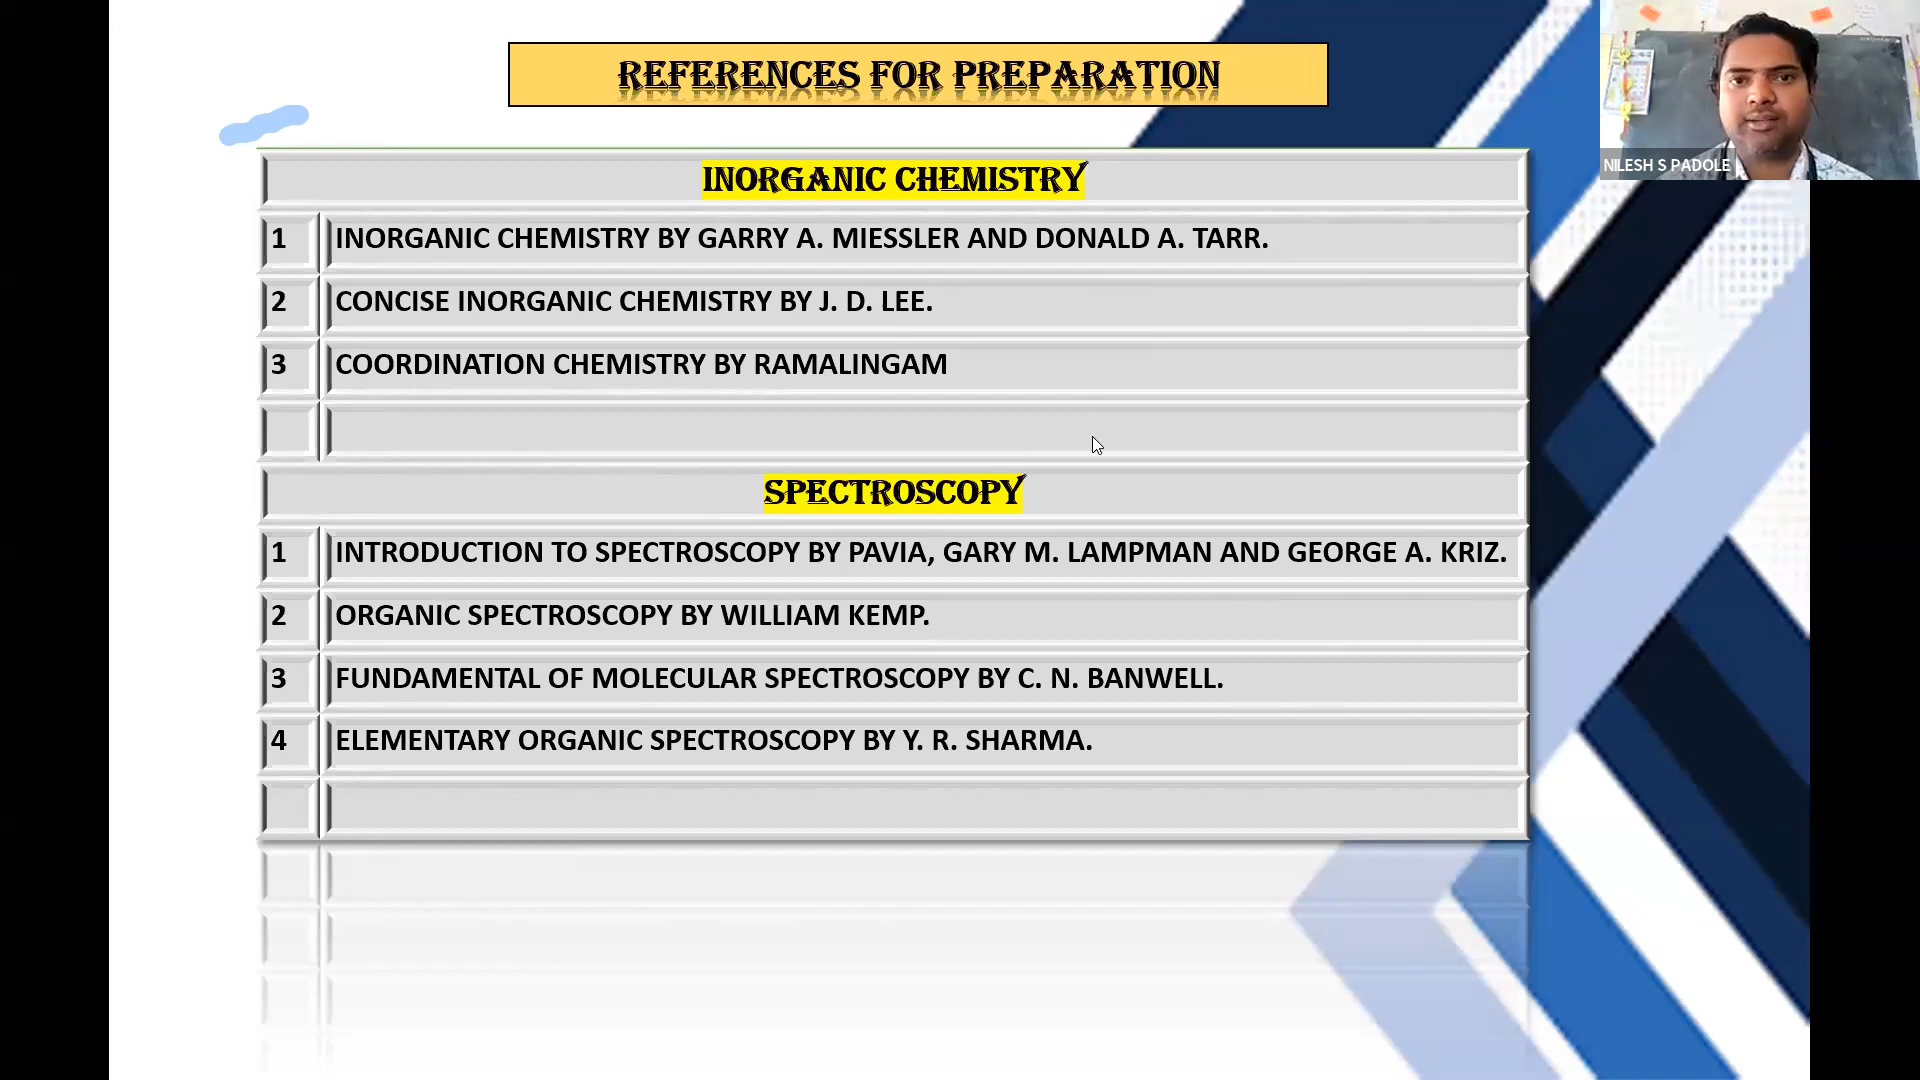 REFERENCES FOR PREPARATION
NILESH S PADOLE
INORGANIC CHEMISTRY
1 INORGANIC CHEMISTRY BY GARRY A. MIESSLER AND DONALD A. TARR.
2 CONCISE INORGANIC CHEMISTRY BY J. D. LEE.
3 COORDINATION CHEMISTRY BY RAMALINGAM
SPECTROSCOPY
1 INTRODUCTION TO SPECTROSCOPY BY PAVIA, GARY M. LAMPMAN AND GEORGE A. KRIZ.
2 ORGANIC SPECTROSCOPY BY WILLIAM KEMP.
3 FUNDAMENTAL OF MOLECULAR SPECTROSCOPY BY C. N. BANWELL.
4 ELEMENTARY ORGANIC SPECTROSCOPY BY Y. R. SHARMA.